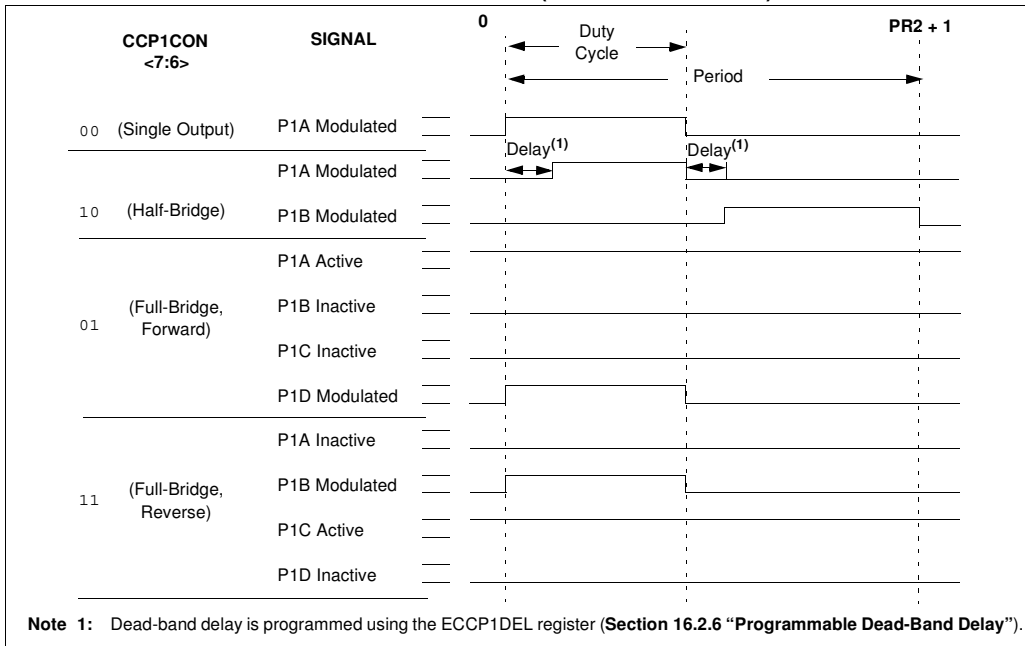 0
PR2 + 1
CCP1CON
<7:6>
SIGNAL
Duty
Cycle
Period
00 (Single Output) P1A Modulated
Delay(1) Delay(1)
P1A Modulated
10 (Half-Bridge) P1B Modulated
P1A Active
01 (Full-Bridge,
Forward)
P1B Inactive
P1C Inactive
P1D Modulated
P1A Inactive
11 (Full-Bridge,
Reverse)
P1B Modulated
P1C Active
P1D Inactive
Note 1: Dead-band delay is programmed using the ECCP1DEL register (Section 16.2.6 “Programmable Dead-Band Delay”).